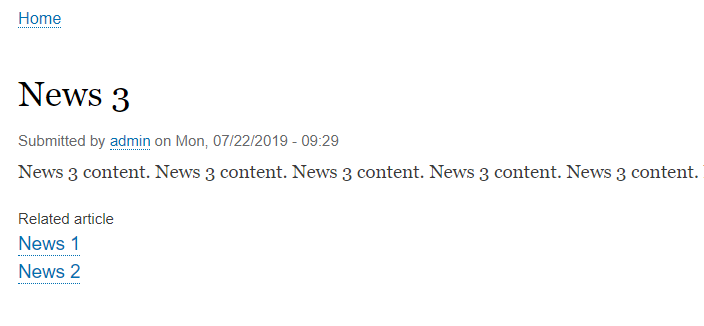 Home
News 3
Submitted by admin on Mon, 07/22/2019 - 09:29
News 3 content. News 3 content. News 3 content. News 3 content. News 3 content.
Related article
News 1
News 2